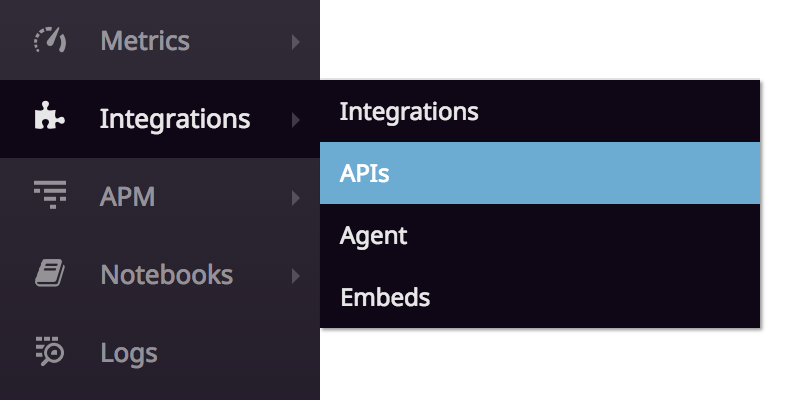 Metrics
Integrations
APM
Notebooks
Logs
Integrations
APIs
Agent
Embeds